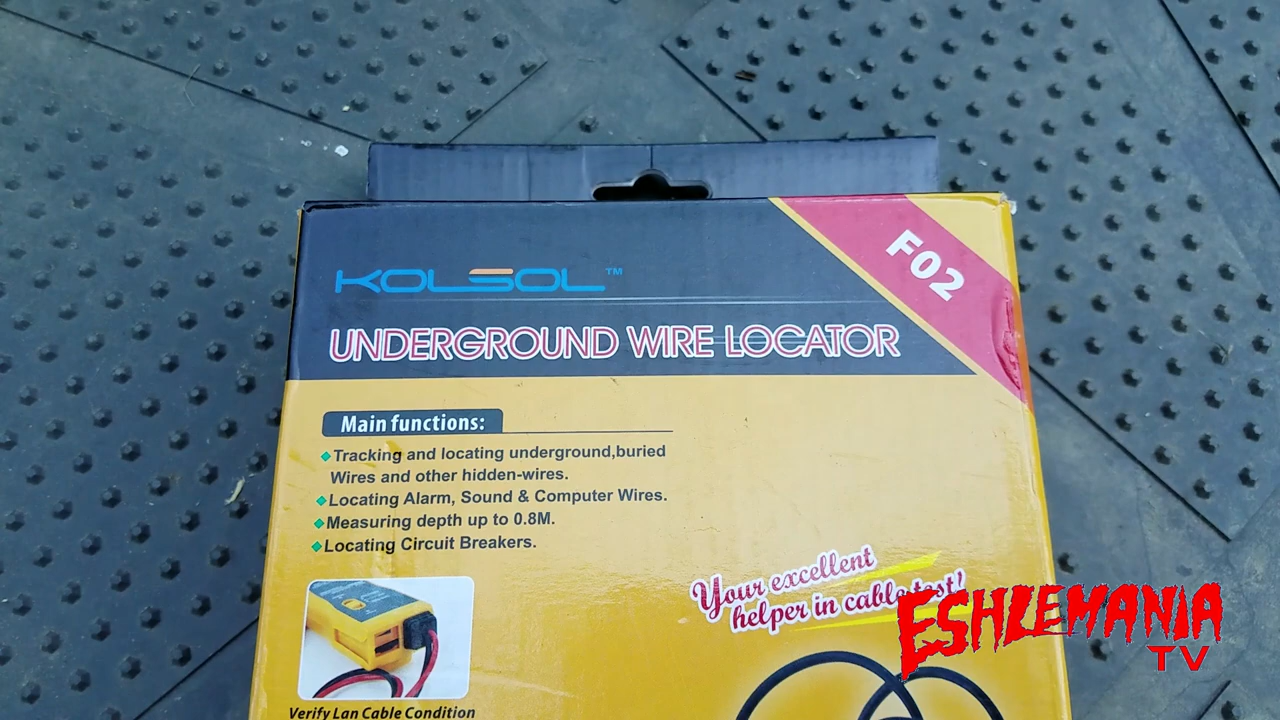 KOLSOL™
F02
UNDERGROUND WIRE LOCATOR
Main functions:
Tracking and locating underground,buried
Wires and other hidden-wires.
Locating Alarm, Sound & Computer Wires.
Measuring depth up to 0.8M.
Locating Circuit Breakers.
Your excellent
helper in cable test!
Verify Lan Cable Condition
ESHLEMANIA
TV